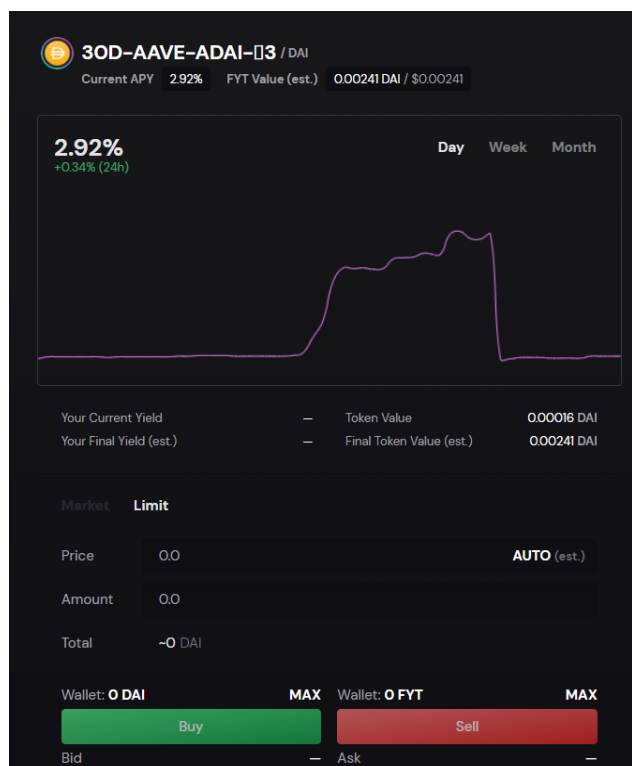 30D-AAVE-ADAI-▯3 / DAI
Current APY 2.92% FYT Value (est.) 0.00241 DAI / $0.00241
2.92% Day Week Month
+0.34% (24h)
Your Current Yield – Token Value 0.00016 DAI
Your Final Yield (est.) – Final Token Value (est.) 0.00241 DAI
Market Limit
Price 0.0 AUTO (est.)
Amount 0.0
Total ~0 DAI
Wallet: 0 DAI MAX Wallet: 0 FYT MAX
Buy Sell
Bid – Ask –